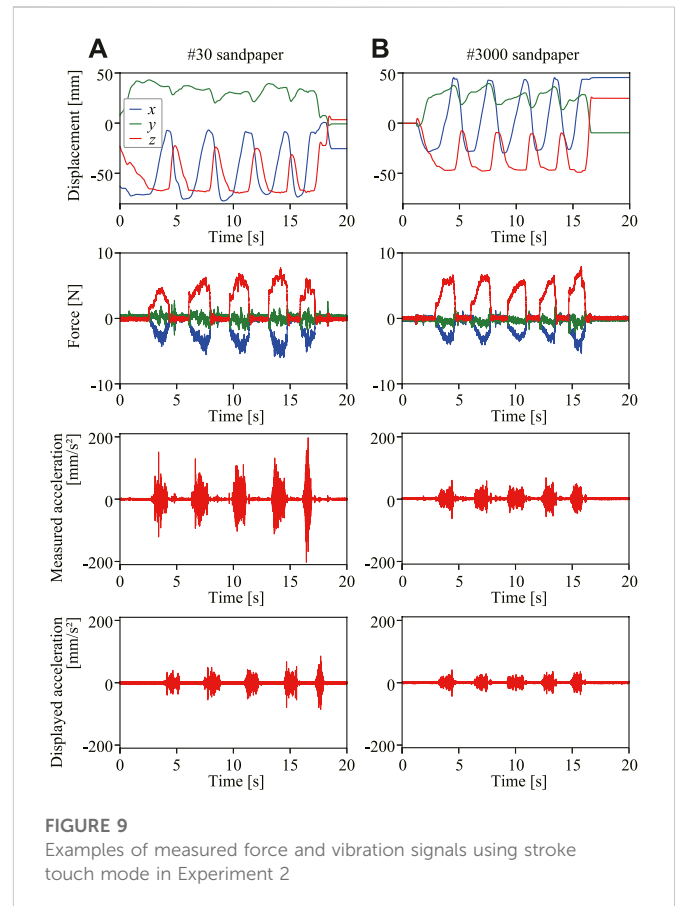 A
B
#30 sandpaper
#3000 sandpaper
Displacement [mm]
50
0
-50
x
y
z
0
5
10
15
20
Time [s]
50
0
-50
0
5
10
15
20
Time [s]
Force [N]
10
0
-10
0
5
10
15
20
Time [s]
10
0
-10
0
5
10
15
20
Time [s]
Measured acceleration
[mm/s²]
200
0
-200
0
5
10
15
20
Time [s]
200
0
-200
0
5
10
15
20
Time [s]
Displayed acceleration
[mm/s²]
200
0
-200
0
5
10
15
20
Time [s]
200
0
-200
0
5
10
15
20
Time [s]
FIGURE 9
Examples of measured force and vibration signals using stroke
touch mode in Experiment 2